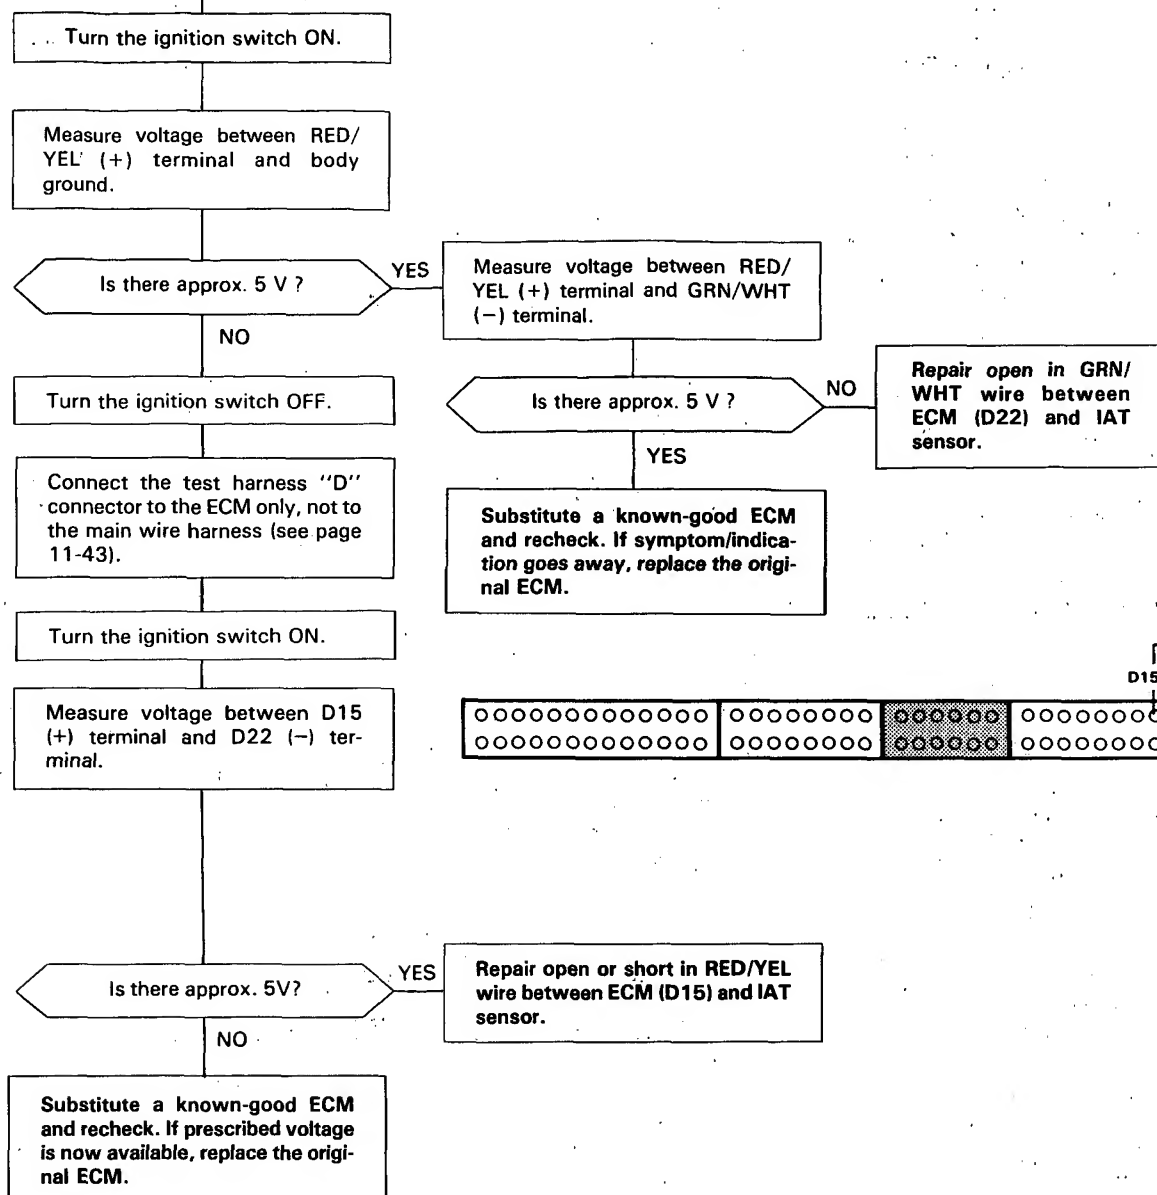 Turn the ignition switch ON.
Measure voltage between RED/
YEL (+) terminal and body
ground.
Is there approx. 5 V ?
YES
Measure voltage between RED/
YEL (+) terminal and GRN/WHT
(−) terminal.
NO
Is there approx. 5 V ?
NO
Repair open in GRN/
WHT wire between
ECM (D22) and IAT
sensor.
YES
Substitute a known-good ECM
and recheck. If symptom/indica-
tion goes away, replace the origi-
nal ECM.
Turn the ignition switch OFF.
Connect the test harness "D"
connector to the ECM only, not to
the main wire harness (see page
11-43).
Turn the ignition switch ON.
Measure voltage between D15
(+) terminal and D22 (−) ter-
minal.
D15
Is there approx. 5V?
YES
Repair open or short in RED/YEL
wire between ECM (D15) and IAT
sensor.
NO
Substitute a known-good ECM
and recheck. If prescribed voltage
is now available, replace the origi-
nal ECM.